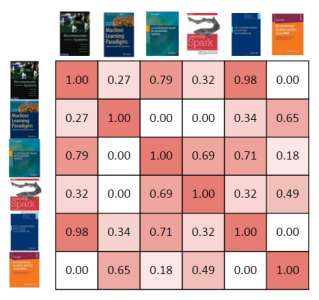 Machine
Learning
Paradigms
Spark
1.00 0.27 0.79 0.32 0.98 0.00
Machine
Learning
Paradigms
0.27 1.00 0.00 0.00 0.34 0.65
0.79 0.00 1.00 0.69 0.71 0.18
Spark
0.32 0.00 0.69 1.00 0.32 0.49
0.98 0.34 0.71 0.32 1.00 0.00
0.00 0.65 0.18 0.49 0.00 1.00